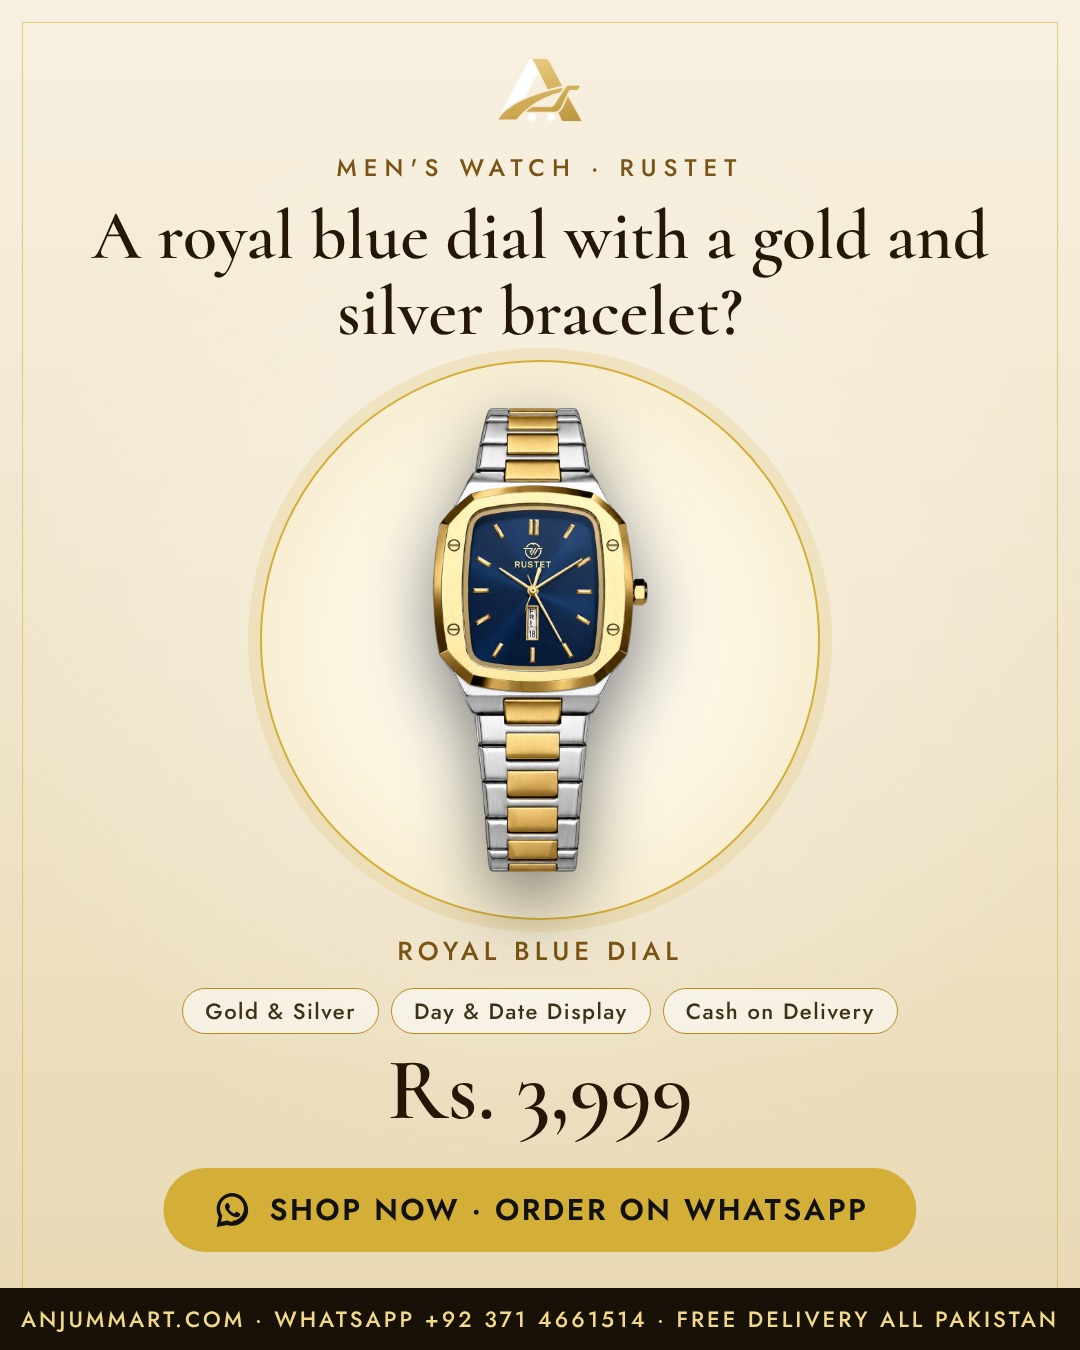 MEN'S WATCH · RUSTET
A royal blue dial with a gold and
silver bracelet?
RUSTET
FRI
18
ROYAL BLUE DIAL
Gold & Silver
Day & Date Display
Cash on Delivery
Rs. 3,999
SHOP NOW · ORDER ON WHATSAPP
ANJUMMART.COM · WHATSAPP +92 371 4661514 · FREE DELIVERY ALL PAKISTAN